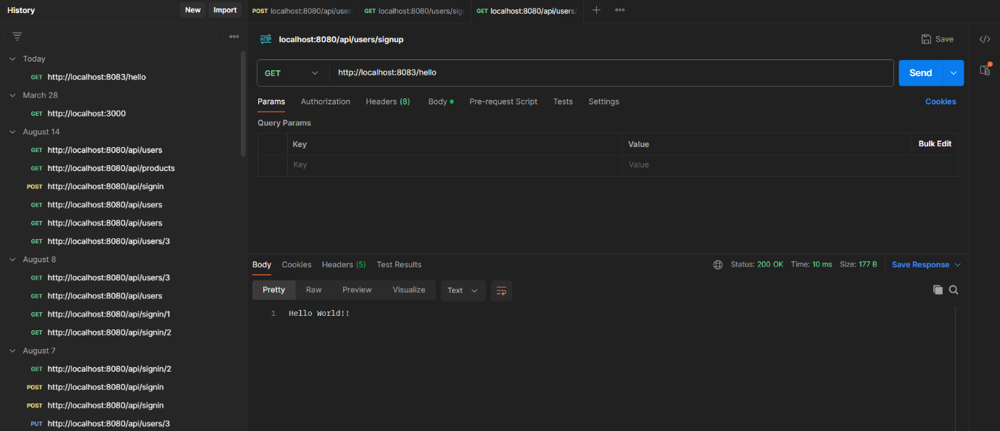 History
New
Import
Today
GET http://localhost:8083/hello
March 28
GET http://localhost:3000
August 14
GET http://localhost:8080/api/users
GET http://localhost:8080/api/products
POST http://localhost:8080/api/signin
GET http://localhost:8080/api/users
GET http://localhost:8080/api/users
GET http://localhost:8080/api/users/3
August 8
GET http://localhost:8080/api/users/3
GET http://localhost:8080/api/users
GET http://localhost:8080/api/signin/1
GET http://localhost:8080/api/signin/2
August 7
GET http://localhost:8080/api/signin/2
POST http://localhost:8080/api/signin
POST http://localhost:8080/api/signin
PUT http://localhost:8080/api/users/3
POST localhost:8080/api/user
GET localhost:8080/users/sig
GET localhost:8080/api/users/
HTTP localhost:8080/api/users/signup
Save
GET http://localhost:8083/hello
Send
Params Authorization Headers (8) Body Pre-request Script Tests Settings
Cookies
Query Params
Key Value Bulk Edit
Key Value
Body Cookies Headers (5) Test Results
Status: 200 OK Time: 10 ms Size: 177 B
Save Response
Pretty Raw Preview Visualize Text
1 Hello World!!